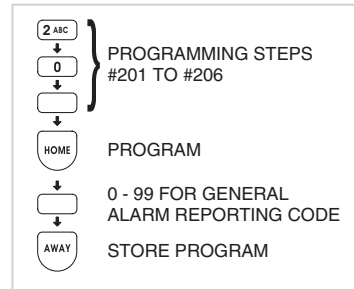 2 ABC
0
PROGRAMMING STEPS
#201 TO #206
HOME
PROGRAM
0 - 99 FOR GENERAL
ALARM REPORTING CODE
AWAY
STORE PROGRAM